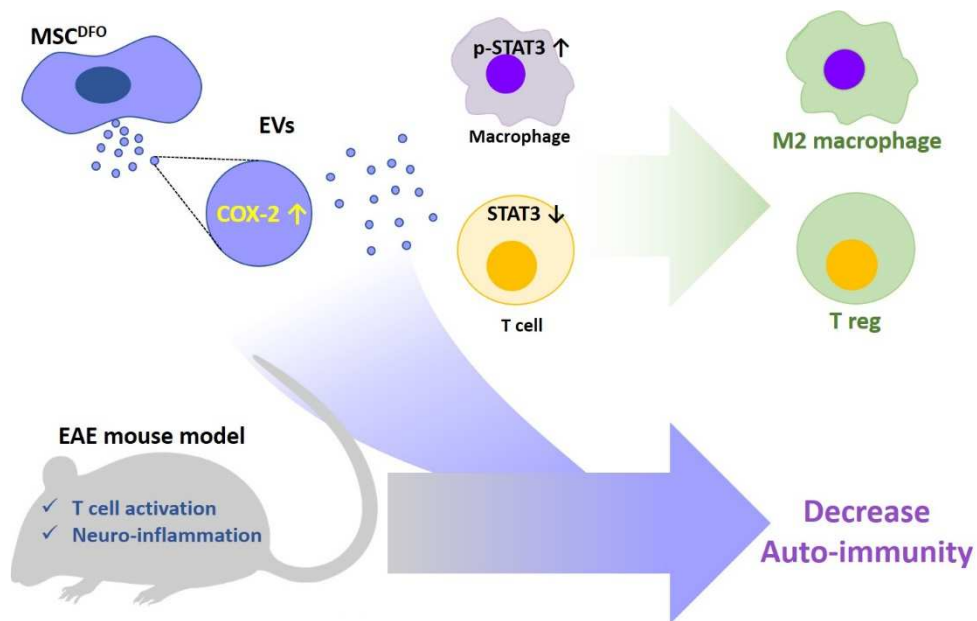 MSCᴰᶠᴼ
EVs
COX-2 ↑
p-STAT3 ↑
Macrophage
STAT3 ↓
T cell
M2 macrophage
T reg
EAE mouse model
✓ T cell activation
✓ Neuro-inflammation
Decrease
Auto-immunity